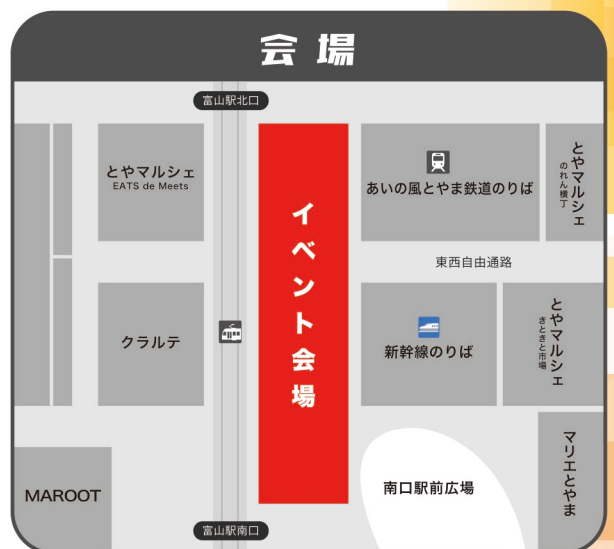 会場
富山駅北口
とやマルシェ
EATS de Meets
あいの風とやま鉄道のりば
とやマルシェ
のれん横丁
イベント会場
東西自由通路
クラルテ
新幹線のりば
とやマルシェ
きときと市場
MAROOT
南口駅前広場
マリエとやま
富山駅南口